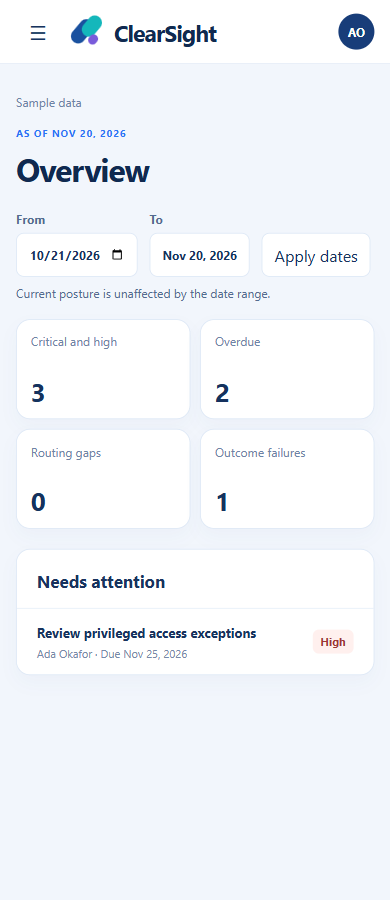 ClearSight
AO
Sample data
AS OF NOV 20, 2026
Overview
From To
10/21/2026 Nov 20, 2026 Apply dates
Current posture is unaffected by the date range.
Critical and high Overdue
3 2
Routing gaps Outcome failures
0 1
Needs attention
Review privileged access exceptions
High
Ada Okafor · Due Nov 25, 2026